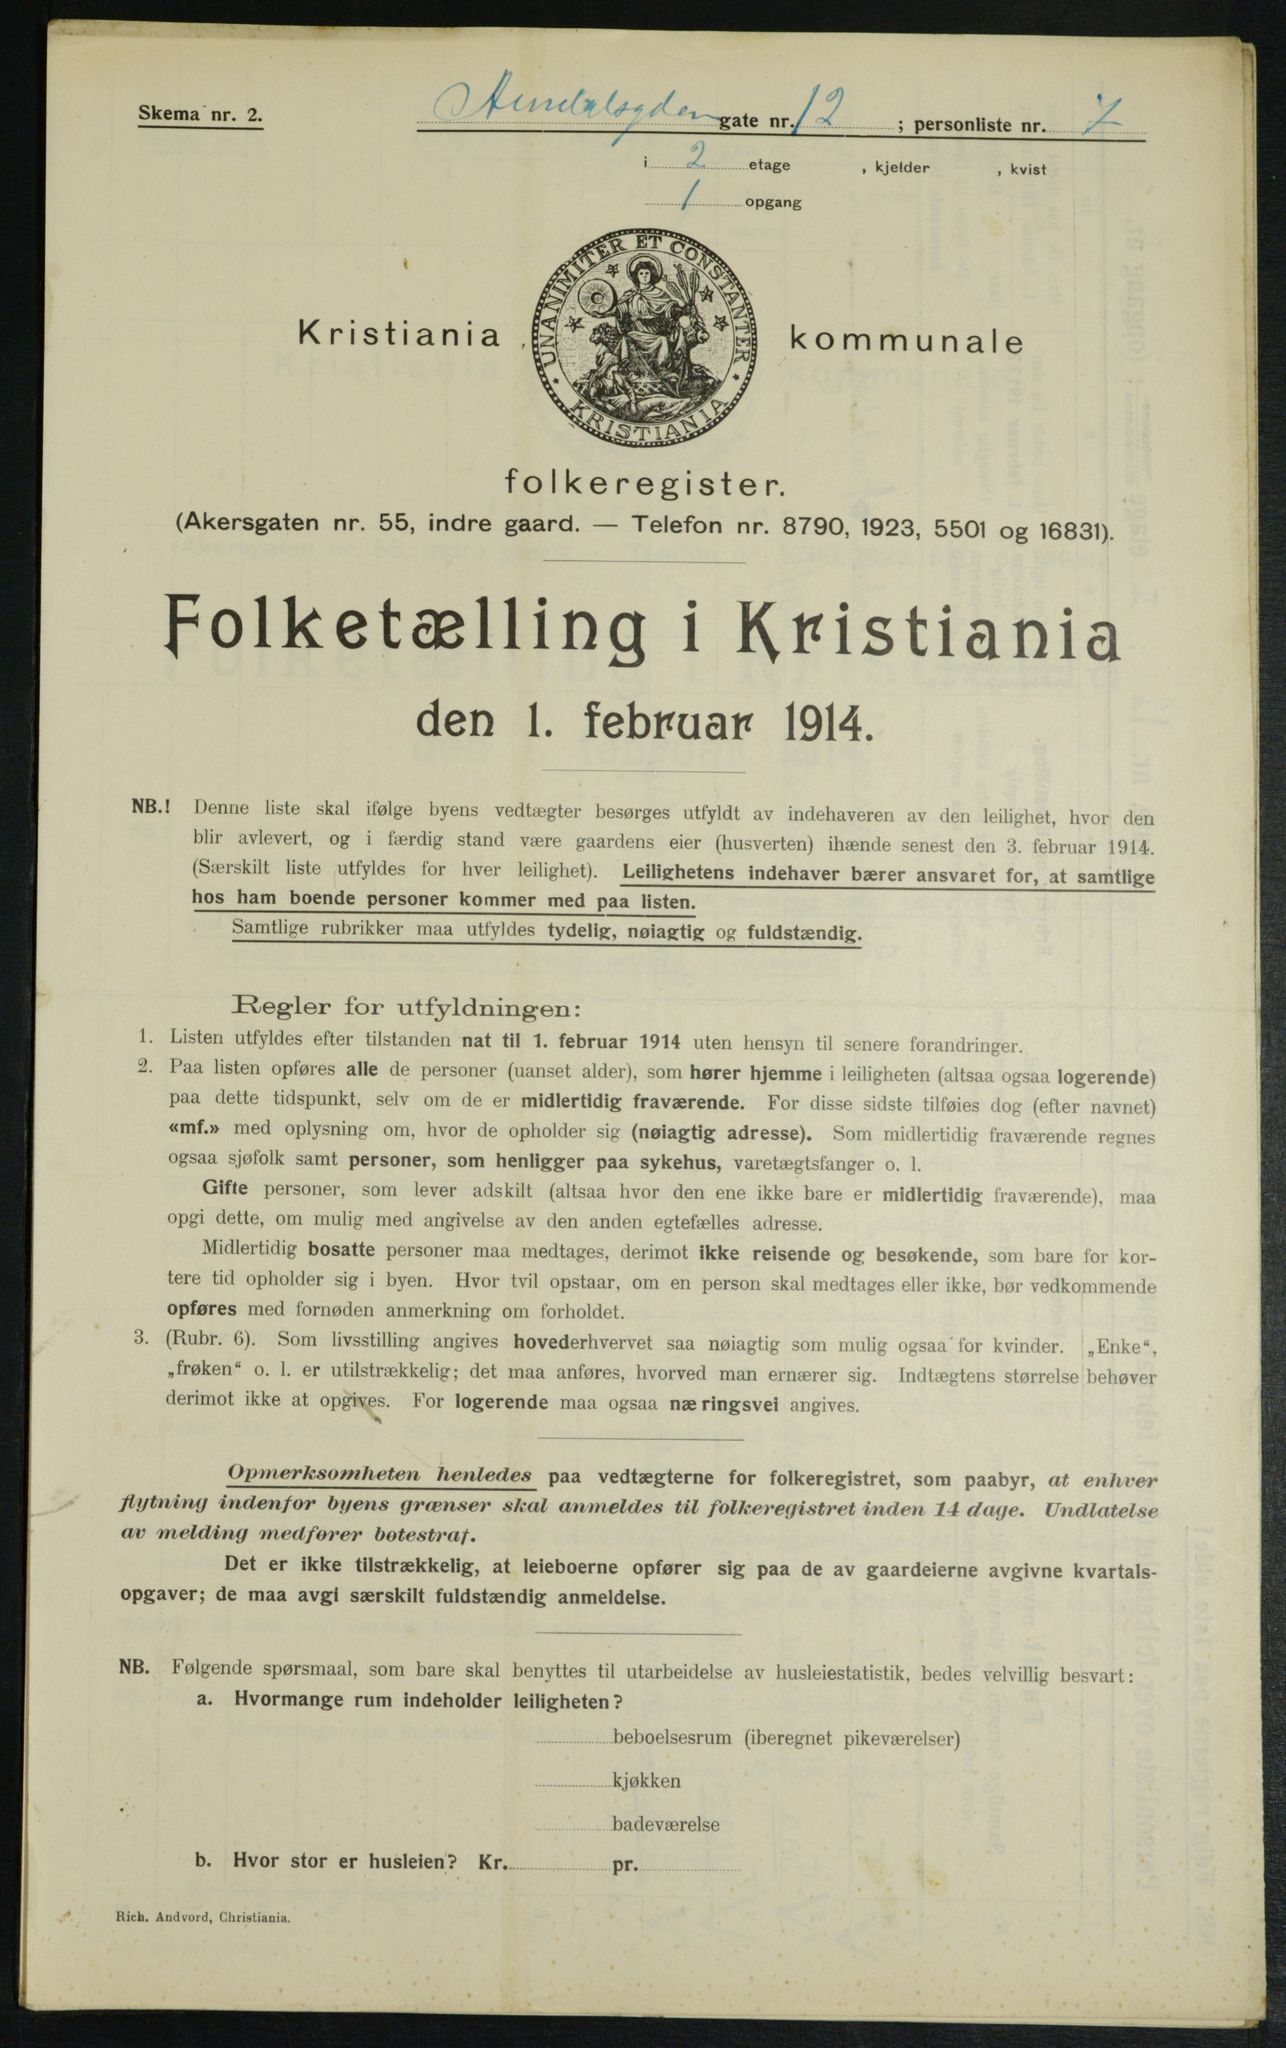 Skema nr. 2.
Arendalsgaden gate nr. 12 ; personliste nr. 7
i 2 etage , kjelder , kvist
1 opgang
UNANIMITER ET CONSTANTER
KRISTIANIA
Kristiania kommunale
folkeregister.
(Akersgaten nr. 55, indre gaard. — Telefon nr. 8790, 1923, 5501 og 16831).
Folketælling i Kristiania
den 1. februar 1914.
NB.! Denne liste skal ifølge byens vedtægter besørges utfyldt av indehaveren av den leilighet, hvor den
blir avlevert, og i færdig stand være gaardens eier (husverten) ihænde senest den 3. februar 1914.
(Særskilt liste utfyldes for hver leilighet). Leilighetens indehaver bærer ansvaret for, at samtlige
hos ham boende personer kommer med paa listen.
Samtlige rubrikker maa utfyldes tydelig, nøiagtig og fuldstændig.
Regler for utfyldningen:
1. Listen utfyldes efter tilstanden nat til 1. februar 1914 uten hensyn til senere forandringer.
2. Paa listen opføres alle de personer (uanset alder), som hører hjemme i leiligheten (altsaa ogsaa logerende)
paa dette tidspunkt, selv om de er midlertidig fraværende. For disse sidste tilføies dog (efter navnet)
«mf.» med oplysning om, hvor de opholder sig (nøiagtig adresse). Som midlertidig fraværende regnes
ogsaa sjøfolk samt personer, som henligger paa sykehus, varetægtsfanger o. l.
Gifte personer, som lever adskilt (altsaa hvor den ene ikke bare er midlertidig fraværende), maa
opgi dette, om mulig med angivelse av den anden egtefælles adresse.
Midlertidig bosatte personer maa medtages, derimot ikke reisende og besøkende, som bare for kor-
tere tid opholder sig i byen. Hvor tvil opstaar, om en person skal medtages eller ikke, bør vedkommende
opføres med fornøden anmerkning om forholdet.
3. (Rubr. 6). Som livsstilling angives hovederhvervet saa nøiagtig som mulig ogsaa for kvinder. „Enke“,
„frøken“ o. l. er utilstrækkelig; det maa anføres, hvorved man ernærer sig. Indtægtens størrelse behøver
derimot ikke at opgives. For logerende maa ogsaa næringsvei angives.
Opmerksomheten henledes paa vedtægterne for folkeregistret, som paabyr, at enhver
flytning indenfor byens grænser skal anmeldes til folkeregistret inden 14 dage. Undlatelse
av melding medfører botestraf.
Det er ikke tilstrækkelig, at leieboerne opfører sig paa de av gaardeierne avgivne kvartals-
opgaver; de maa avgi særskilt fuldstændig anmeldelse.
NB. Følgende spørsmaal, som bare skal benyttes til utarbeidelse av husleiestatistik, bedes velvillig besvart:
a. Hvormange rum indeholder leiligheten?
beboelsesrum (iberegnet pikeværelser)
kjøkken
badeværelse
b. Hvor stor er husleien? Kr. pr.
Rich. Andvord, Christiania.